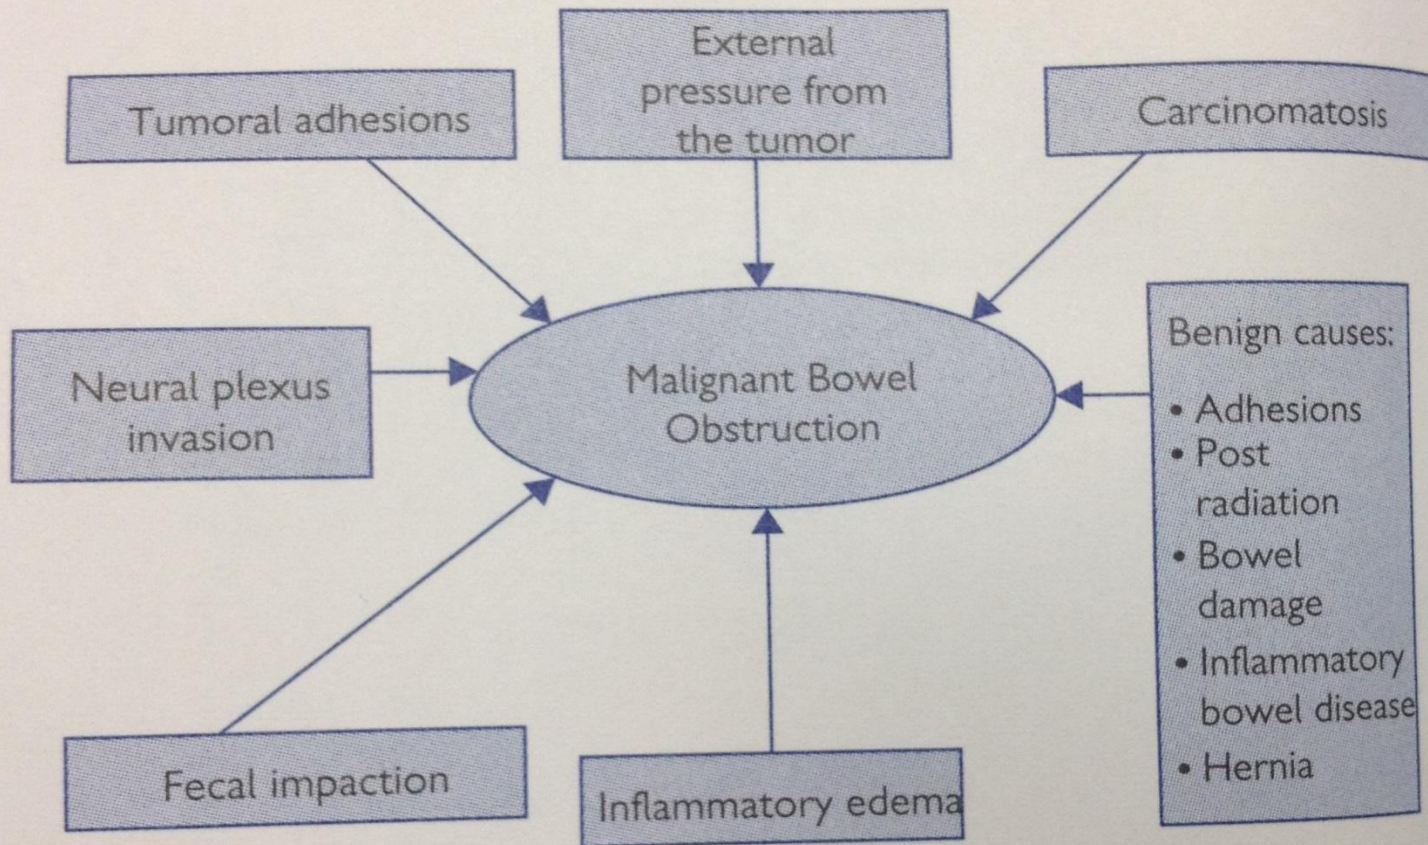 External
pressure from
the tumor
Tumoral adhesions
Carcinomatosis
Neural plexus
invasion
Malignant Bowel
Obstruction
Benign causes:
• Adhesions
• Post
radiation
• Bowel
damage
• Inflammatory
bowel disease
• Hernia
Fecal impaction
Inflammatory edema